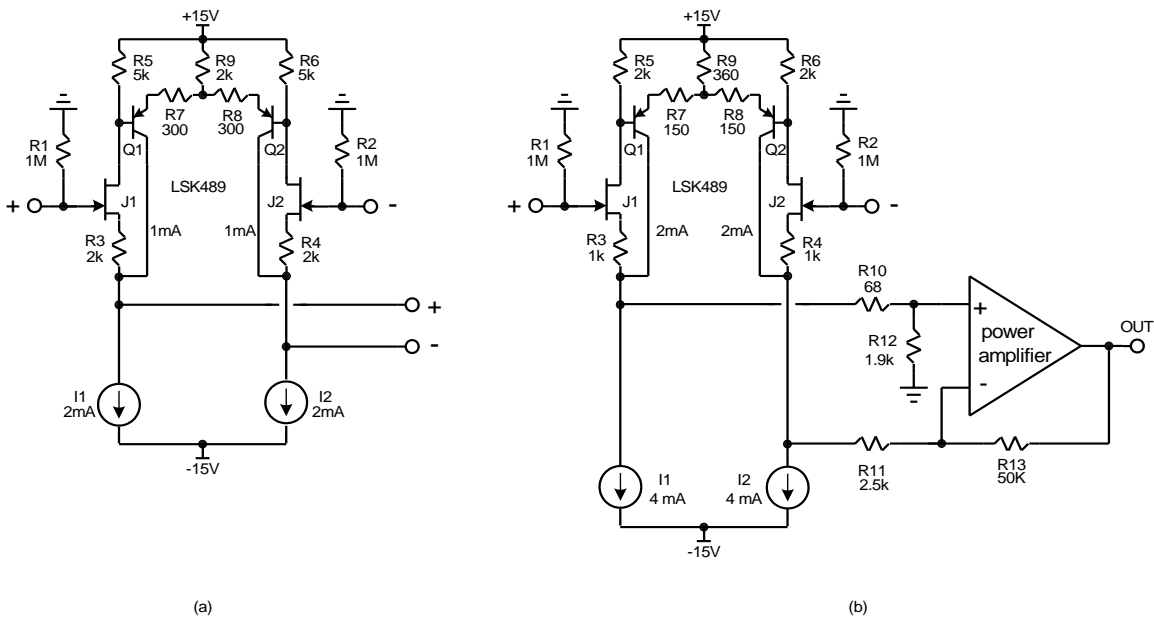 +15V
R5
5k
R9
2k
R6
5k
R7
300
R8
300
R1
1M
Q1
Q2
R2
1M
LSK489
+
J1
J2
-
R3
2k
1mA
1mA
R4
2k
+
-
I1
2mA
I2
2mA
-15V
(a)
+15V
R5
2k
R9
360
R6
2k
R7
150
R8
150
R1
1M
Q1
Q2
R2
1M
LSK489
+
J1
J2
-
R3
1k
2mA
2mA
R4
1k
R10
68
+
R12
1.9k
power
amplifier
OUT
-
R11
2.5k
R13
50K
I1
4 mA
I2
4 mA
-15V
(b)